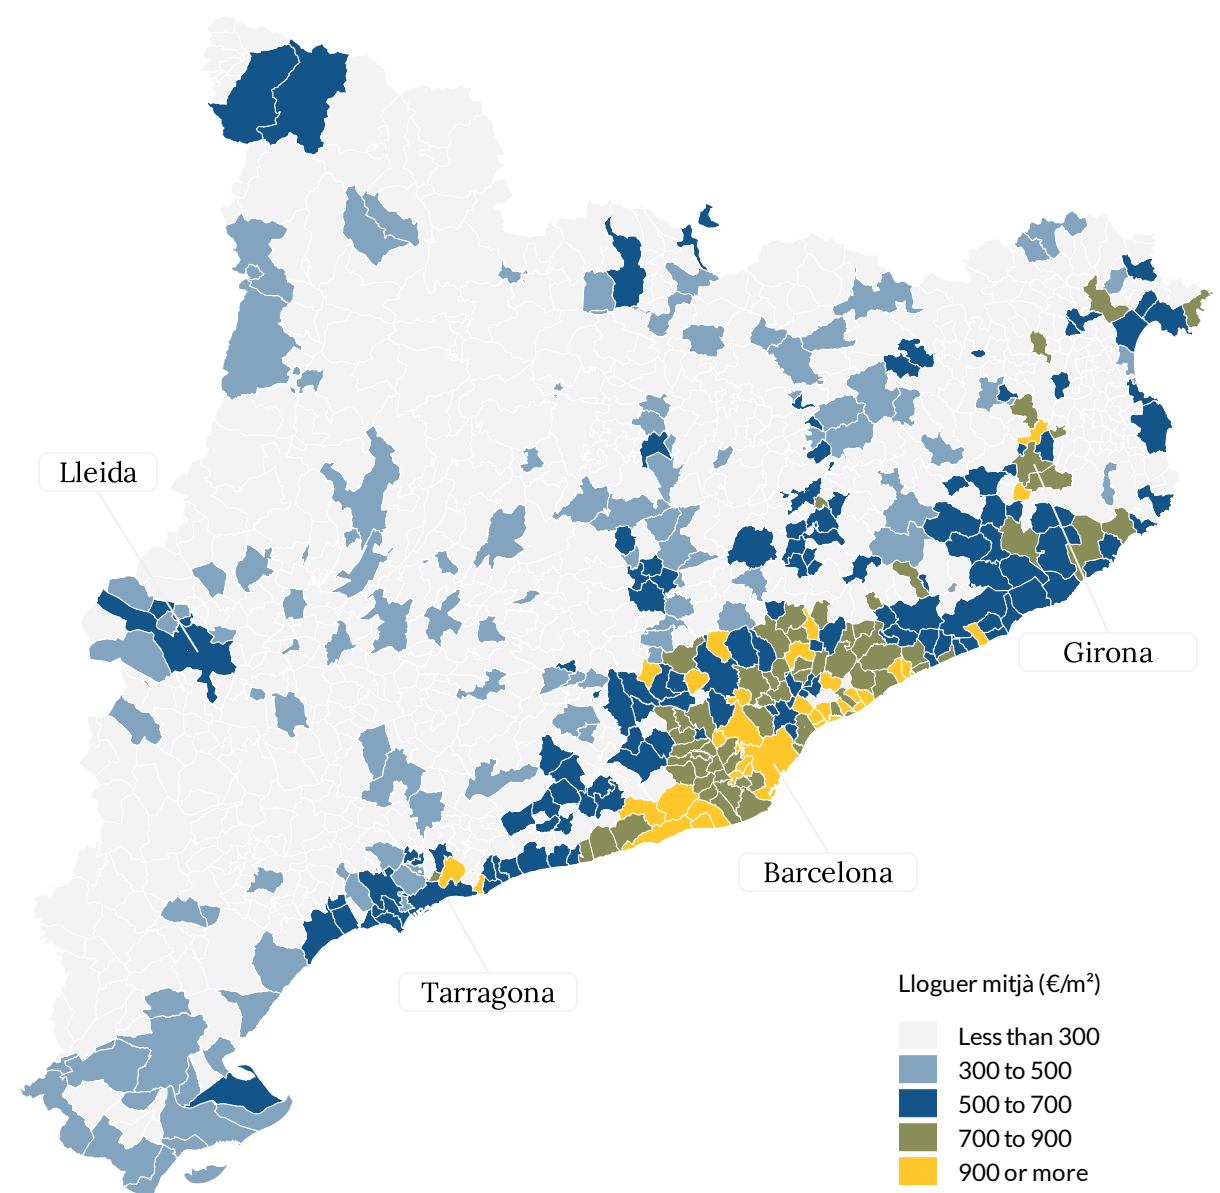 Lleida
Girona
Barcelona
Tarragona
Lloguer mitjà (€/m²)
Less than 300
300 to 500
500 to 700
700 to 900
900 or more